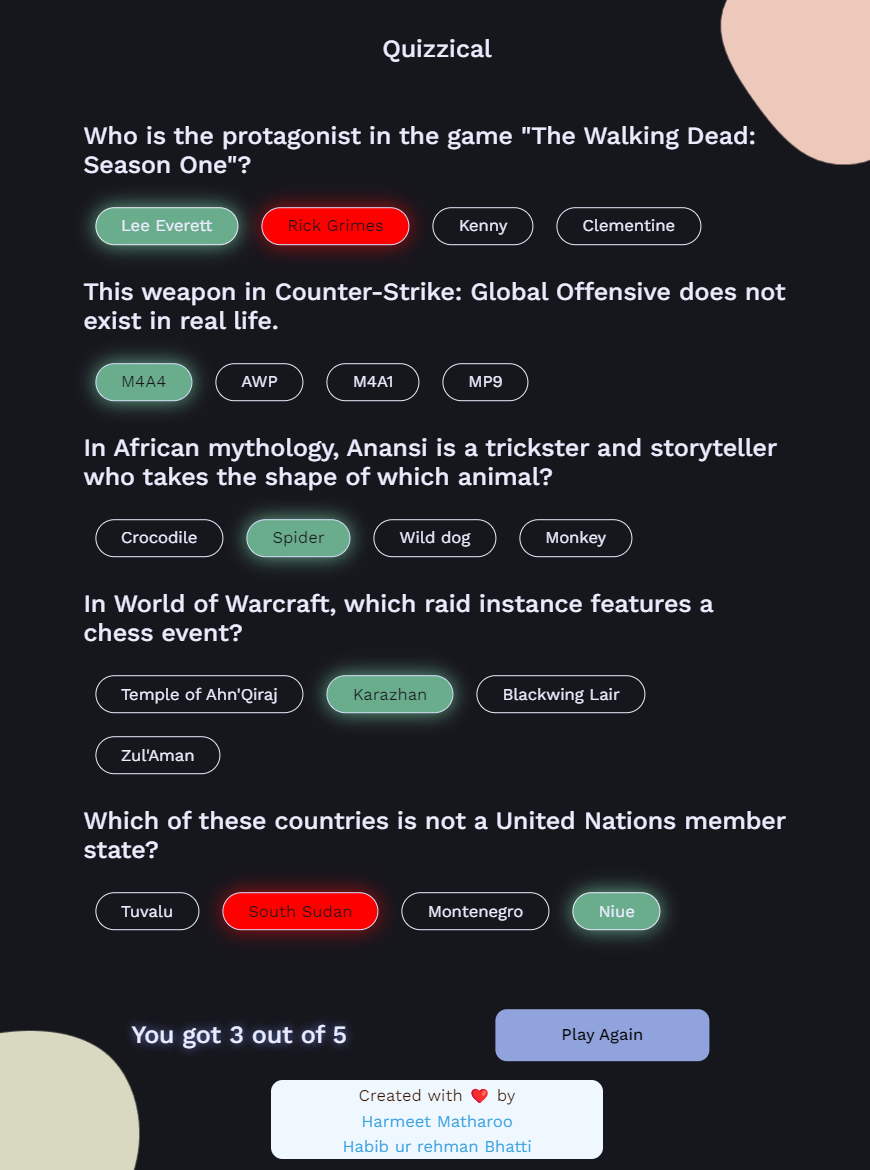 Quizzical
Who is the protagonist in the game "The Walking Dead:
Season One"?
Lee Everett Rick Grimes Kenny Clementine
This weapon in Counter-Strike: Global Offensive does not
exist in real life.
M4A4 AWP M4A1 MP9
In African mythology, Anansi is a trickster and storyteller
who takes the shape of which animal?
Crocodile Spider Wild dog Monkey
In World of Warcraft, which raid instance features a
chess event?
Temple of Ahn'Qiraj Karazhan Blackwing Lair
Zul'Aman
Which of these countries is not a United Nations member
state?
Tuvalu South Sudan Montenegro Niue
You got 3 out of 5 Play Again
Created with ❤️ by
Harmeet Matharoo
Habib ur rehman Bhatti